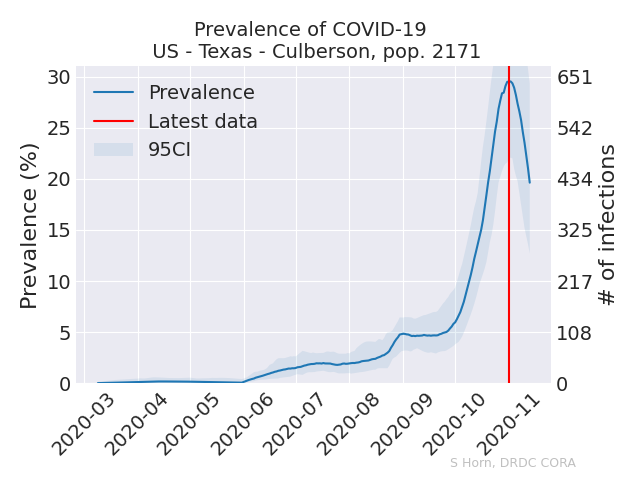 Prevalence of COVID-19
US - Texas - Culberson, pop. 2171
Prevalence
Latest data
95CI
Prevalence (%)
30
25
20
15
10
5
0
651
542
434
325
217
108
0
# of infections
2020-03
2020-04
2020-05
2020-06
2020-07
2020-08
2020-09
2020-10
2020-11
S Horn, DRDC CORA